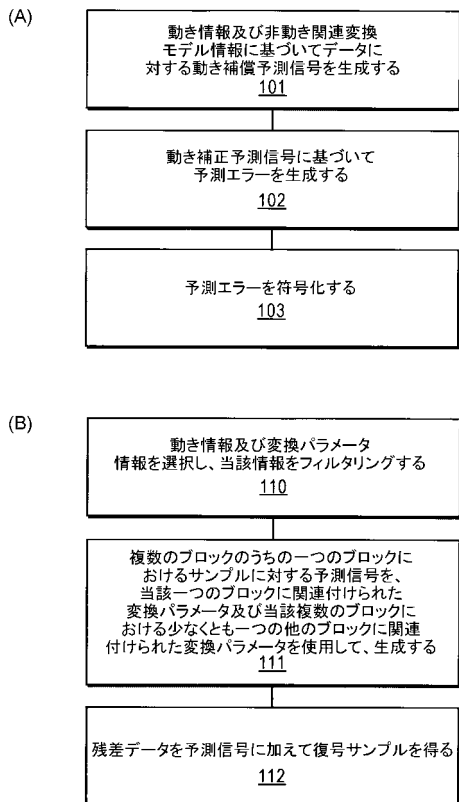 (A)
動き情報及び非動き関連変換
モデル情報に基づいてデータに
対する動き補償予測信号を生成する
101
動き補正予測信号に基づいて
予測エラーを生成する
102
予測エラーを符号化する
103
(B)
動き情報及び変換パラメータ
情報を選択し、当該情報をフィルタリングする
110
複数のブロックのうちの一つのブロックに
おけるサンプルに対する予測信号を、
当該一つのブロックに関連付けられた
変換パラメータ及び当該複数のブロックに
おける少なくとも一つの他のブロックに関連
付けられた変換パラメータを使用して、生成する
111
残差データを予測信号に加えて復号サンプルを得る
112